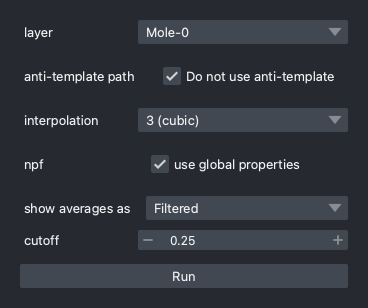 layer Mole-0
anti-template path Do not use anti-template
interpolation 3 (cubic)
npf use global properties
show averages as Filtered
cutoff − 0.25 +
Run